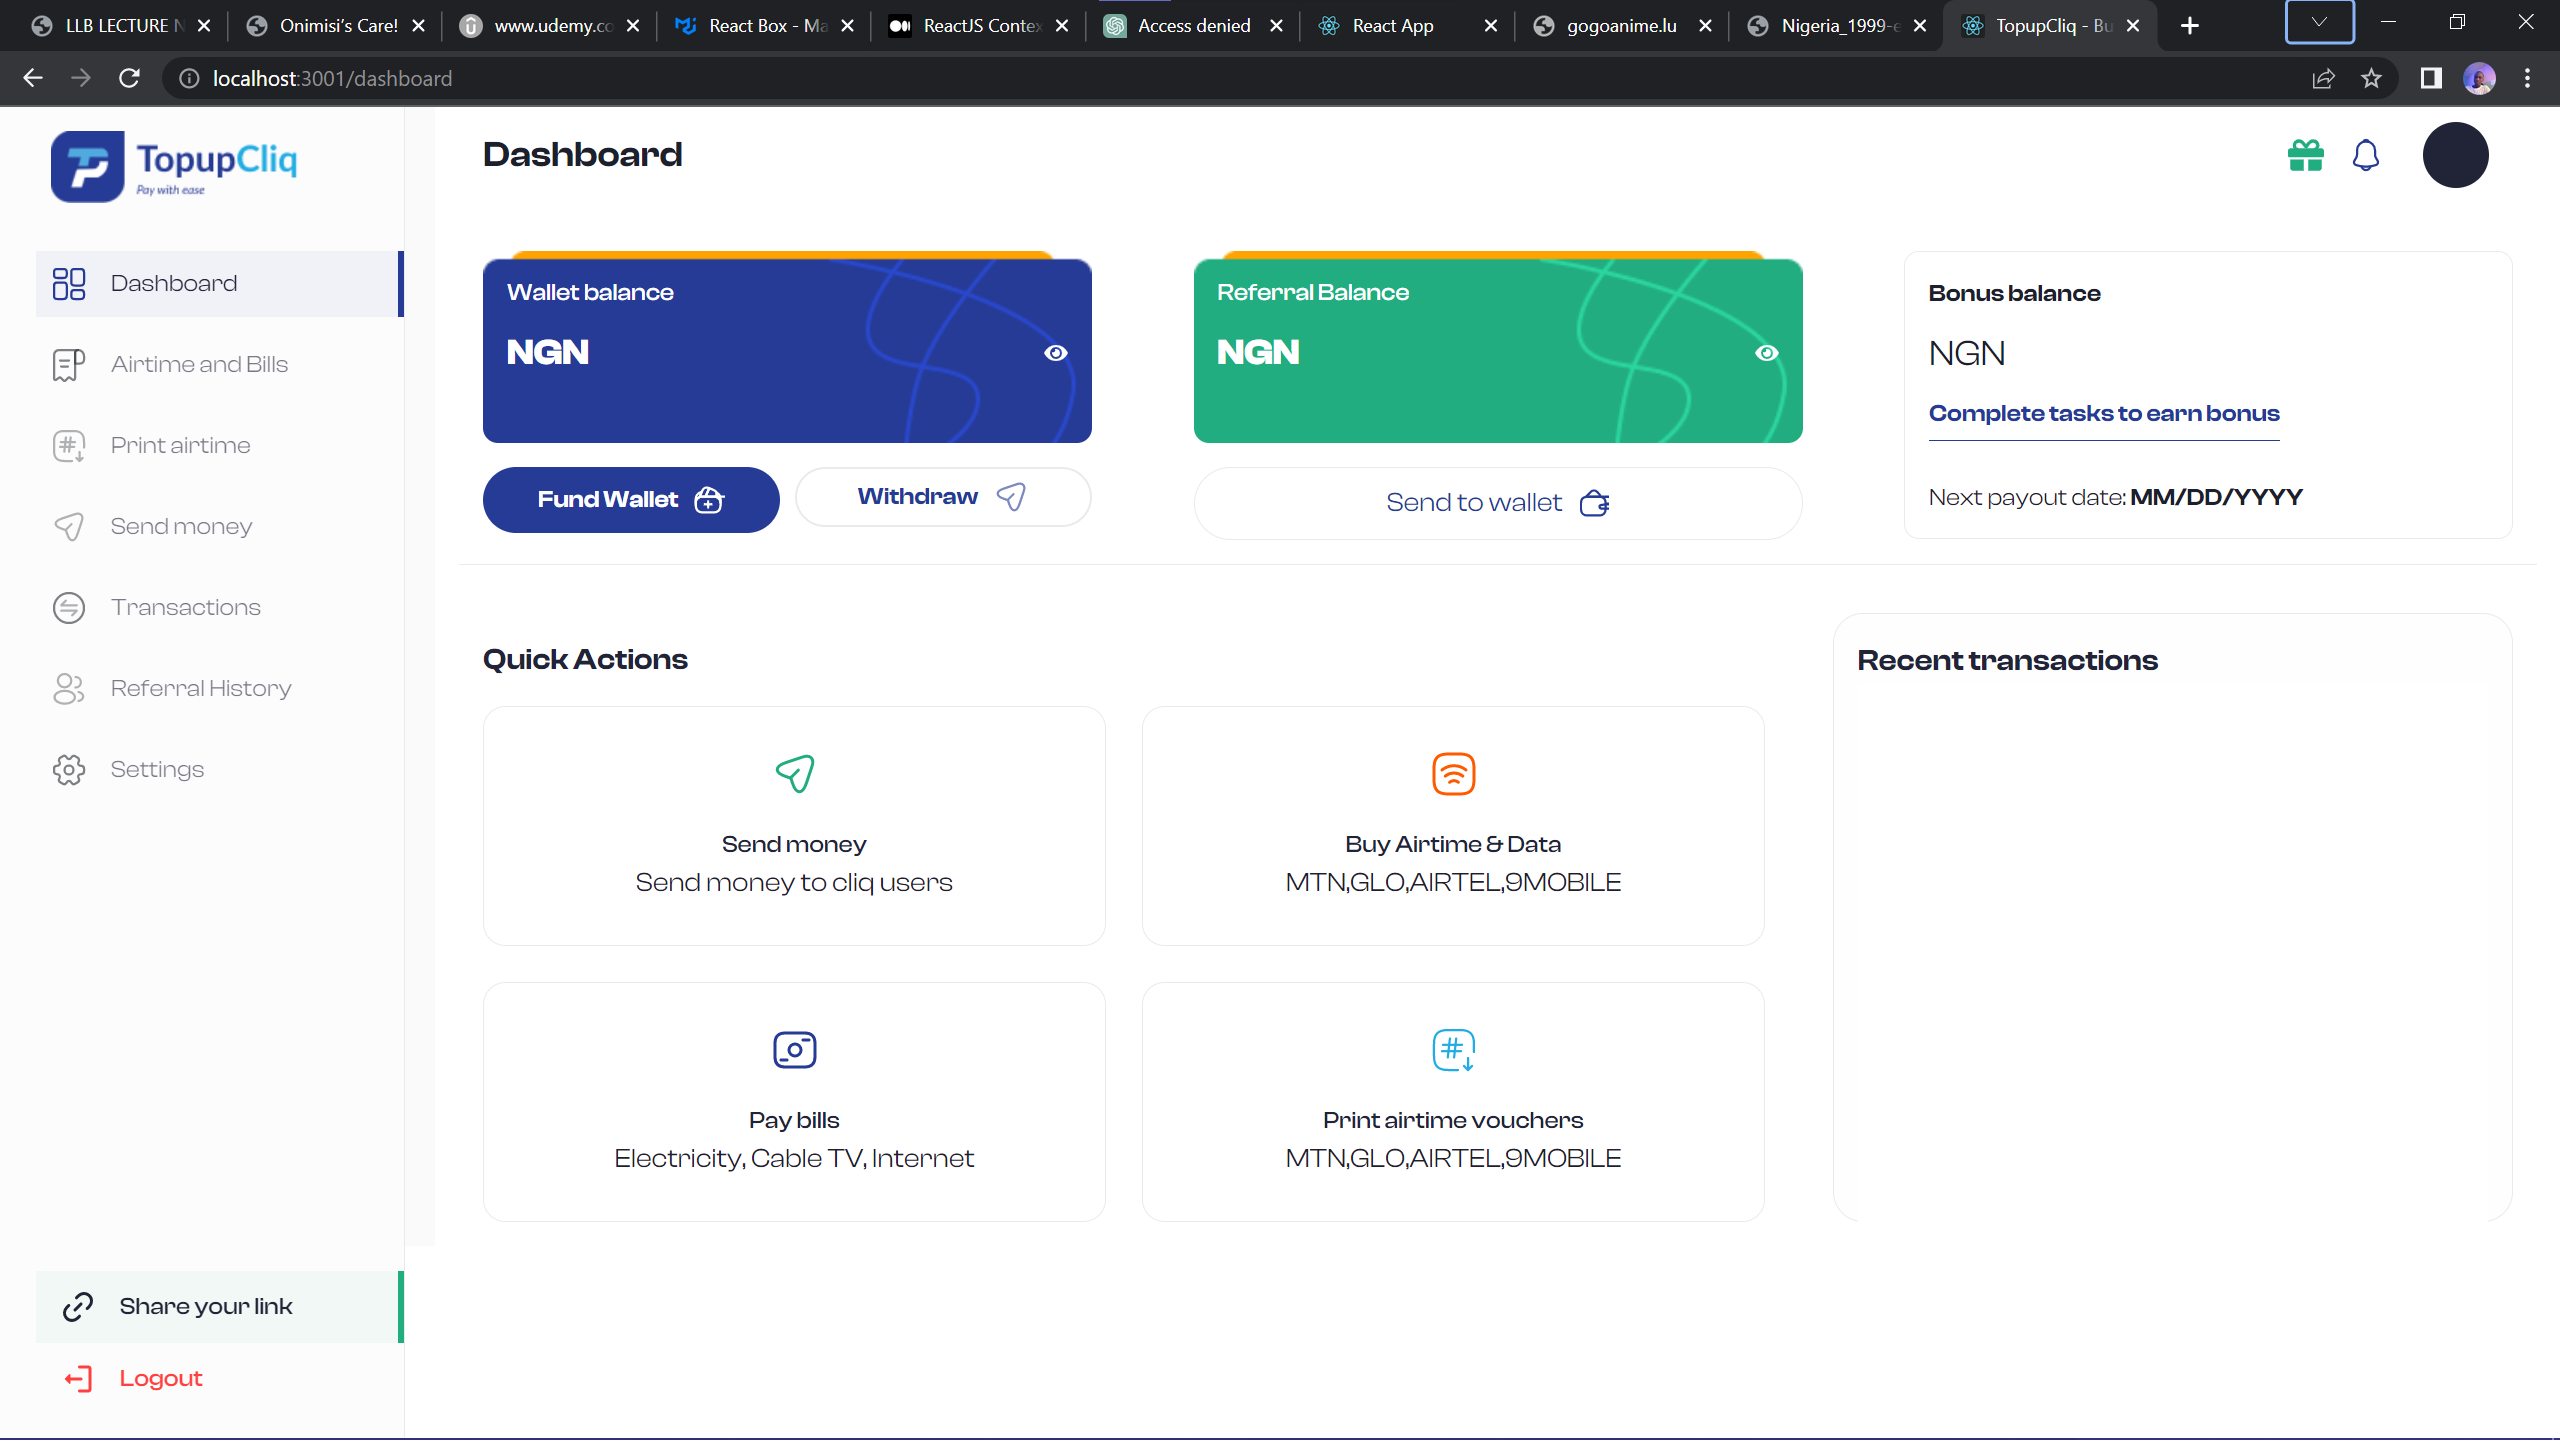 LLB LECTURE N
Onimisi’s Care!
www.udemy.co
React Box - Ma
ReactJS Contex
Access denied
React App
gogoanime.lu
Nigeria_1999-e
TopupCliq - Bu
localhost:3001/dashboard
TopupCliq
Pay with ease
Dashboard
Airtime and Bills
Print airtime
Send money
Transactions
Referral History
Settings
Share your link
Logout
Dashboard
Wallet balance
NGN
Fund Wallet
Withdraw
Referral Balance
NGN
Send to wallet
Bonus balance
NGN
Complete tasks to earn bonus
Next payout date: MM/DD/YYYY
Quick Actions
Send money
Send money to cliq users
Buy Airtime & Data
MTN,GLO,AIRTEL,9MOBILE
Pay bills
Electricity, Cable TV, Internet
Print airtime vouchers
MTN,GLO,AIRTEL,9MOBILE
Recent transactions